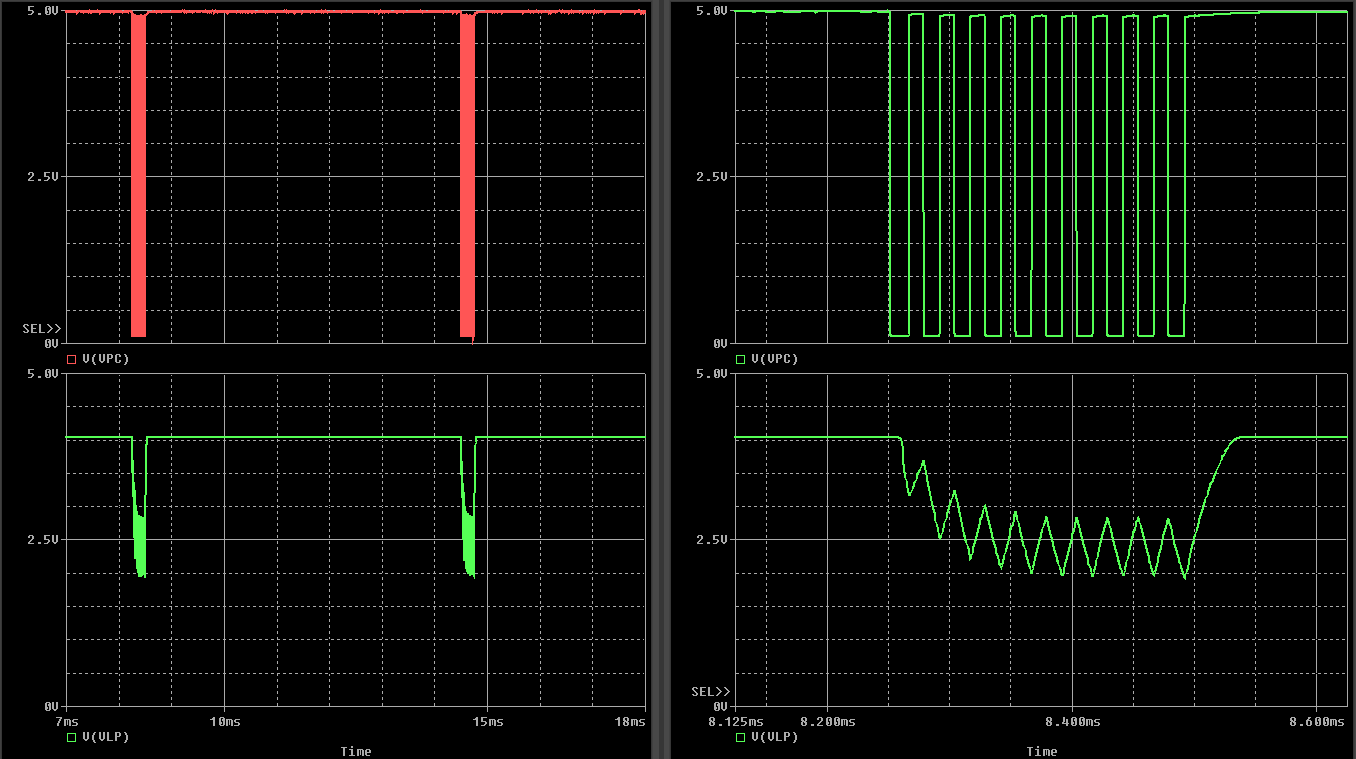 5.0V
2.5V
SEL>>
0V
V(VPC)
5.0V
2.5V
0V
7ms 10ms 15ms 18ms
V(VLP)
Time
5.0V
2.5V
0V
V(VPC)
5.0V
2.5V
SEL>>
0V
8.125ms 8.200ms 8.400ms 8.600ms
V(VLP)
Time